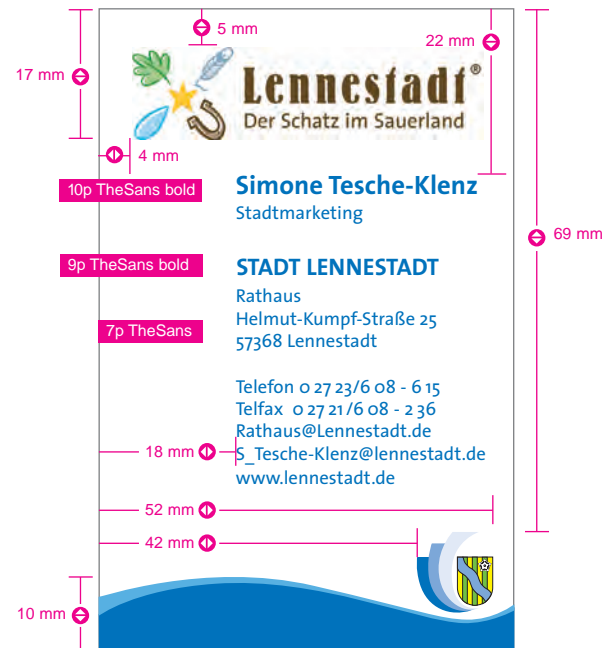 5 mm
22 mm
17 mm
Lennestadt®
Der Schatz im Sauerland
4 mm
10p TheSans bold
Simone Tesche-Klenz
Stadtmarketing
69 mm
9p TheSans bold
STADT LENNESTADT
Rathaus
Helmut-Kumpf-Straße 25
7p TheSans
57368 Lennestadt
Telefon 0 27 23/6 08 - 6 15
Telfax 0 27 21/6 08 - 2 36
Rathaus@Lennestadt.de
18 mm
S_Tesche-Klenz@lennestadt.de
www.lennestadt.de
52 mm
42 mm
10 mm